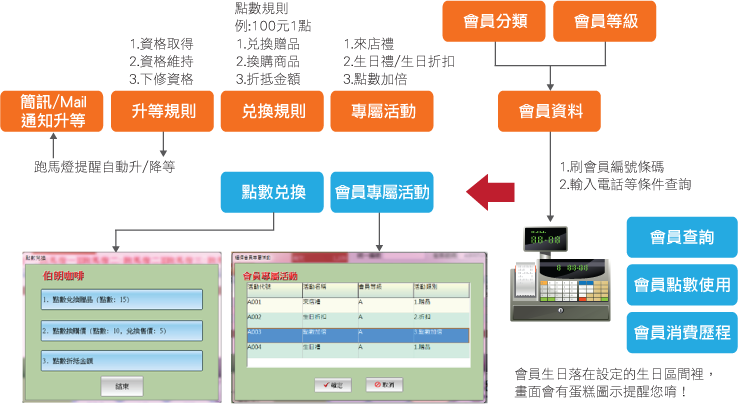 點數規則
例:100元1點
1.資格取得
2.資格維持
3.下修資格
1.兌換贈品
2.換購商品
3.折抵金額
1.來店禮
2.生日禮/生日折扣
3.點數加倍
會員分類
會員等級
簡訊/Mail
通知升等
升等規則
兌換規則
專屬活動
會員資料
跑馬燈提醒自動升/降等
1.刷會員編號條碼
2.輸入電話等條件查詢
點數兌換
會員專屬活動
會員查詢
會員點數使用
會員消費歷程
點數兌換
伯朗咖啡
1、點數兌換贈品 (點數: 15)
2、點數換購價 (點數: 10, 兌換售價: 5)
3、點數折抵金額
結束
會員專屬活動
活動代號 活動名稱 會員等級 活動類別
A001 來店禮 A 1.贈品
A002 生日折扣 A 2.折扣
A003 點數加倍 A 3.點數加倍
A004 生日禮 A 1.贈品
確定
取消
會員生日落在設定的生日區間裡，
畫面會有蛋糕圖示提醒您唷！